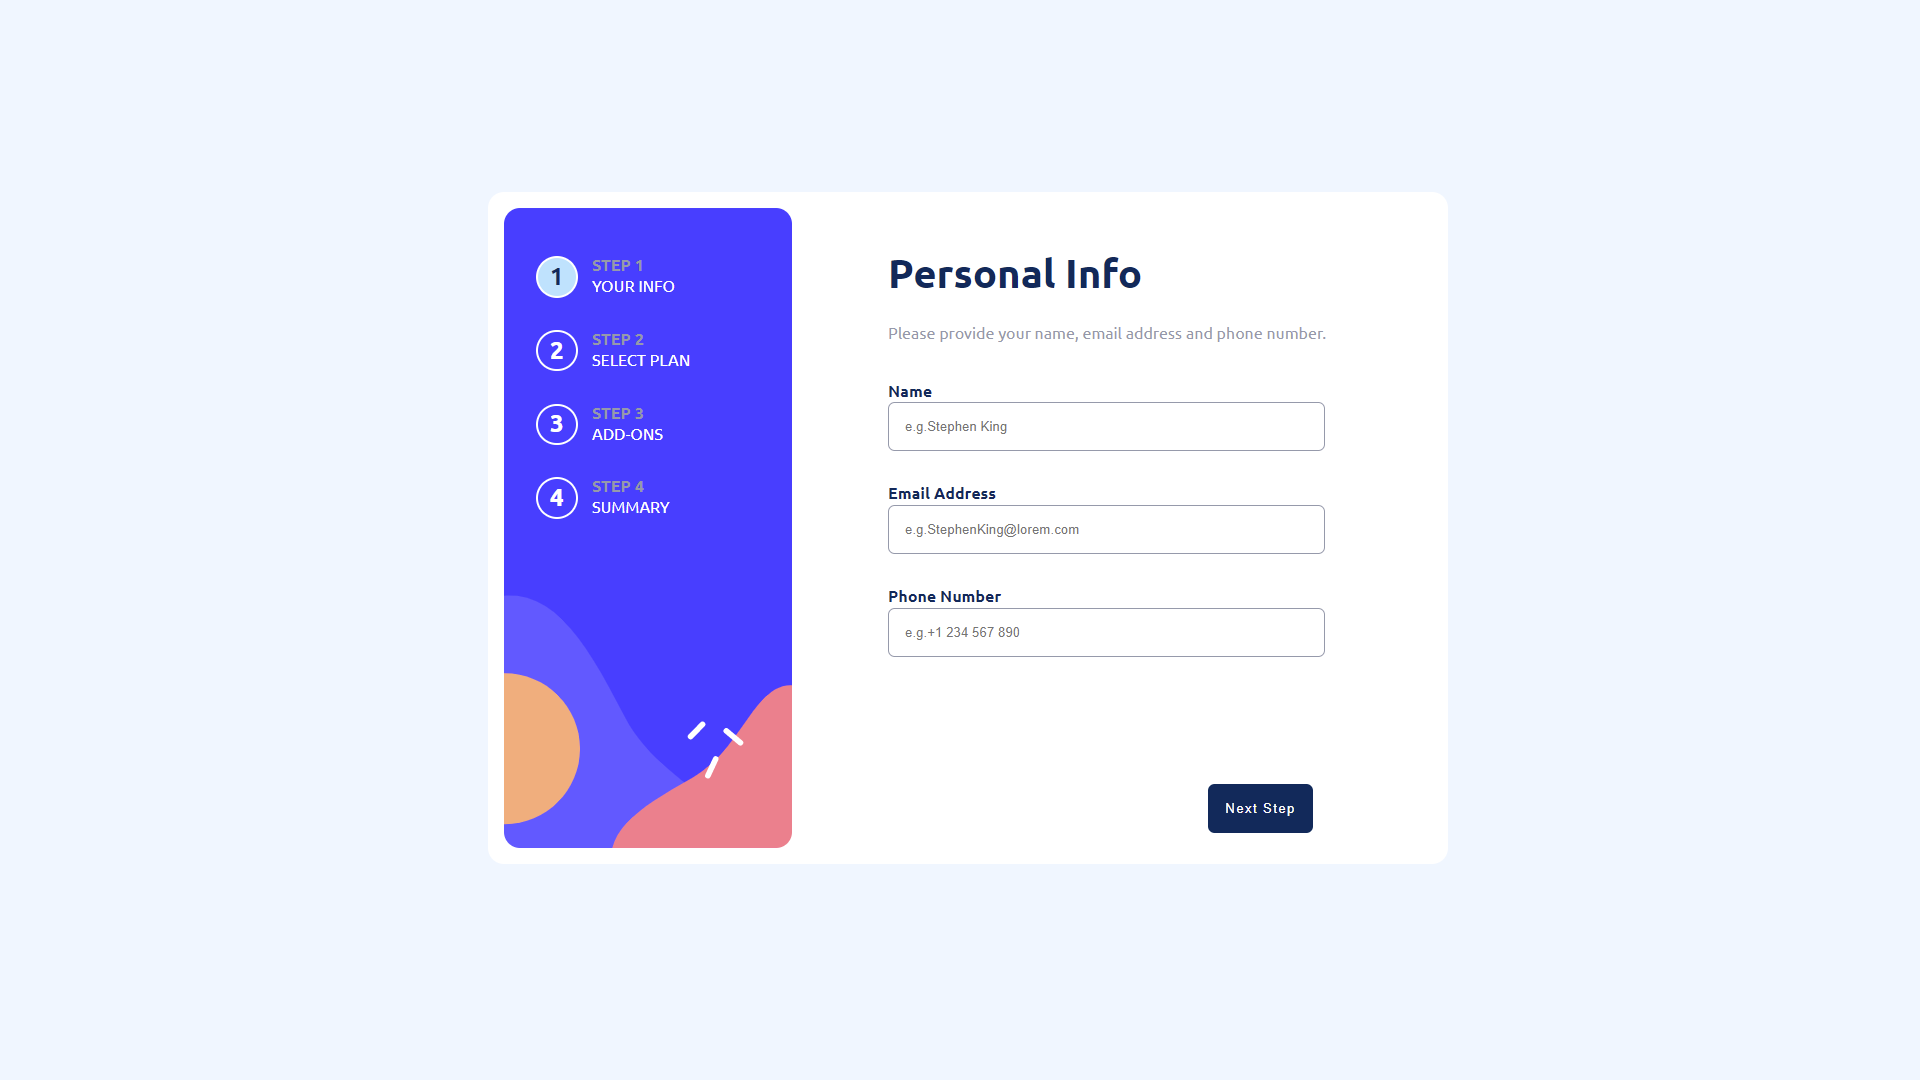 1
STEP 1
YOUR INFO
2
STEP 2
SELECT PLAN
3
STEP 3
ADD-ONS
4
STEP 4
SUMMARY
Personal Info
Please provide your name, email address and phone number.
Name
e.g.Stephen King
Email Address
e.g.StephenKing@lorem.com
Phone Number
e.g.+1 234 567 890
Next Step